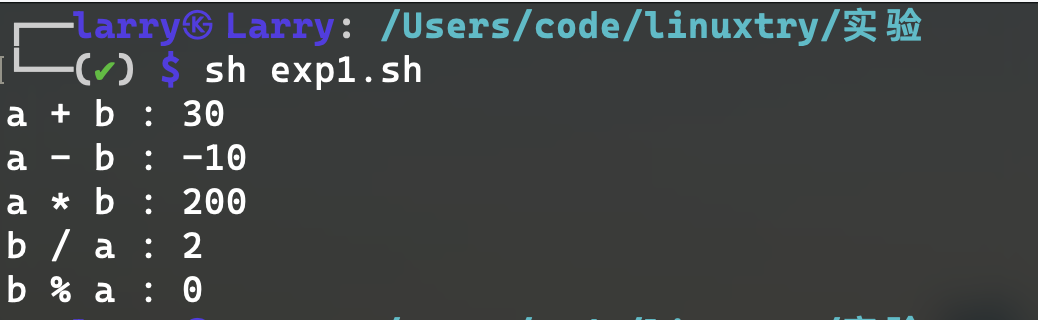 larry㉿Larry: /Users/code/linuxtry/实验
(✔) $ sh exp1.sh
a + b : 30
a - b : -10
a * b : 200
b / a : 2
b % a : 0